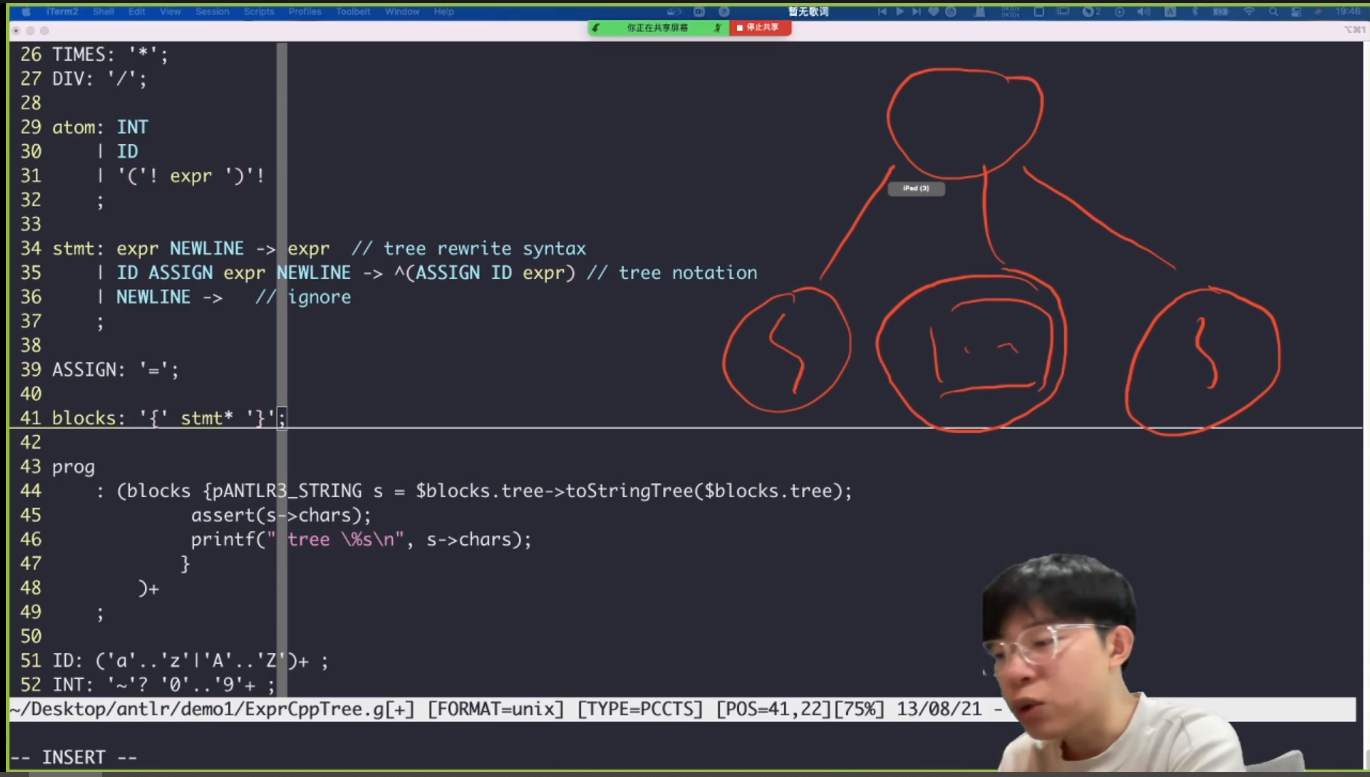 iTerm2 Shell Edit View Session Scripts Profiles Toolbelt Window Help 暂无歌词 19:46
你正在共享屏幕 停止共享
⌥⌘1
26 TIMES: '*';
27 DIV: '/';
28
29 atom: INT
30 | ID
31 | '('! expr ')'!
32 ;
33
34 stmt: expr NEWLINE -> expr // tree rewrite syntax
35 | ID ASSIGN expr NEWLINE -> ^(ASSIGN ID expr) // tree notation
36 | NEWLINE -> // ignore
37 ;
38
39 ASSIGN: '=';
40
41 blocks: '{' stmt* '}';
42
43 prog
44 : (blocks {pANTLR3_STRING s = $blocks.tree->toStringTree($blocks.tree);
45 assert(s->chars);
46 printf(" tree \%s\n", s->chars);
47 }
48 )+
49 ;
50
51 ID: ('a'..'z'|'A'..'Z')+ ;
52 INT: '~'? '0'..'9'+ ;
~/Desktop/antlr/demo1/ExprCppTree.g[+] [FORMAT=unix] [TYPE=PCCTS] [POS=41,22][75%] 13/08/21 -
-- INSERT --
iPad (3)